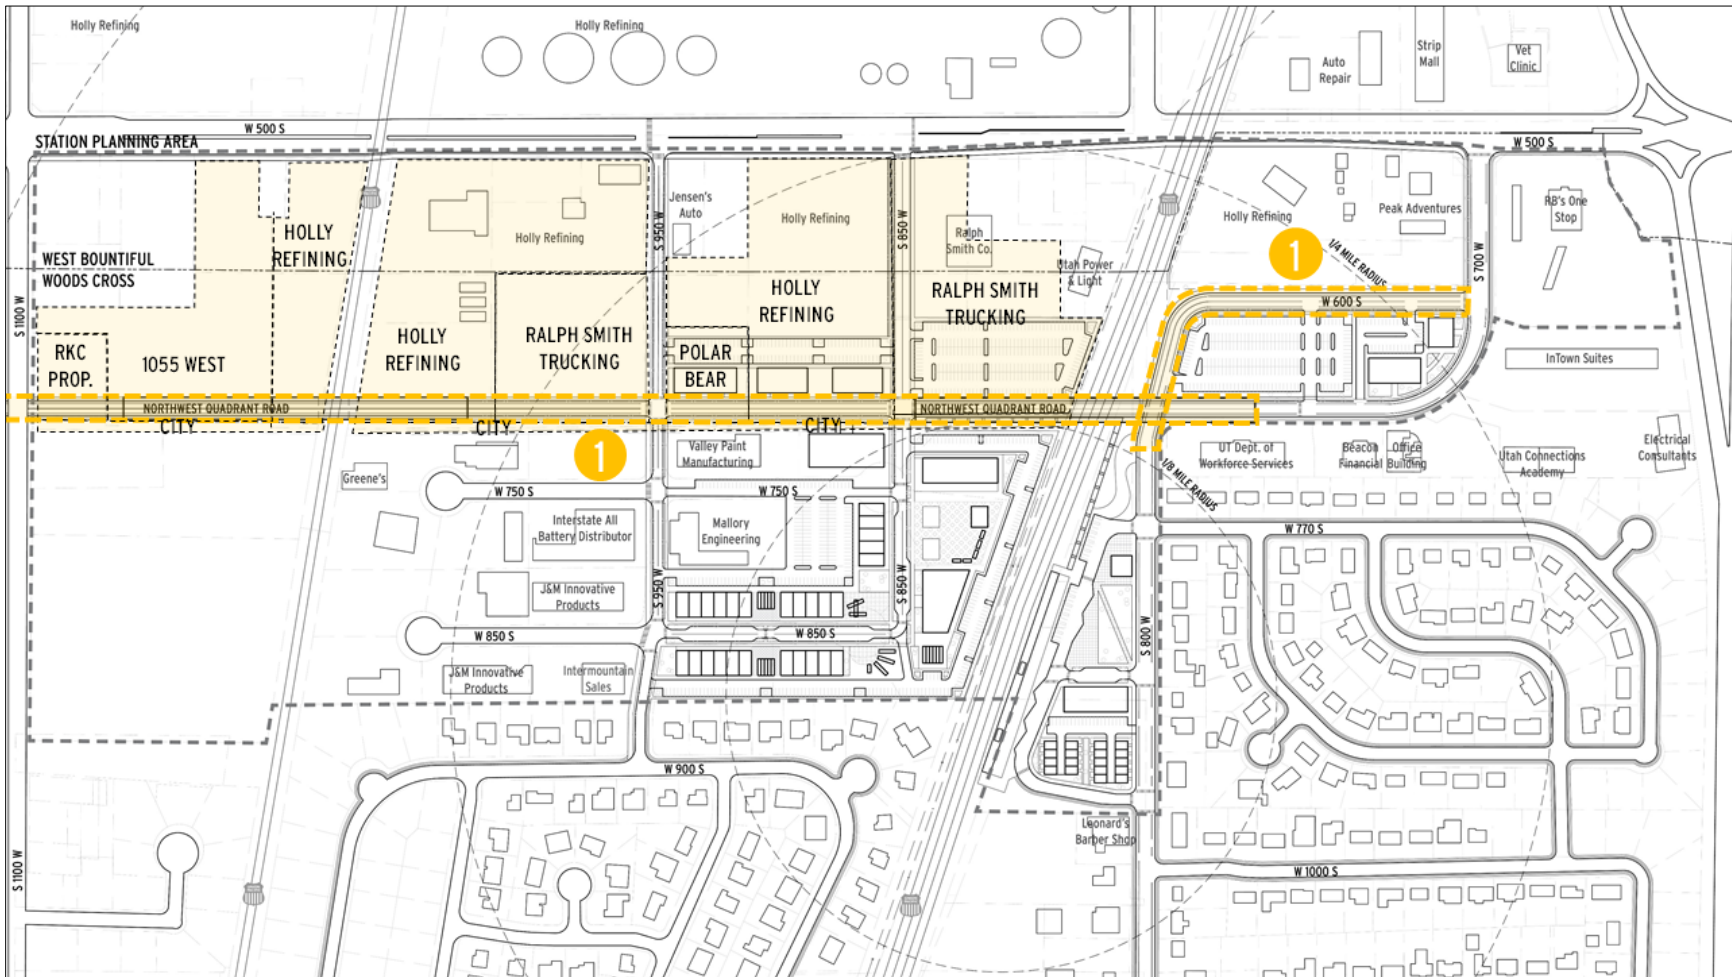 Holly Refining
Holly Refining
Auto
Repair
Strip
Mall
Vet
Clinic
W 500 S
STATION PLANNING AREA
W 500 S
Jensen's
Auto
RB's One
Stop
Peak Adventures
Holly Refining
Holly Refining
Holly Refining
S 950 W
S 850 W
Ralph
Smith Co.
HOLLY
REFINING
WEST BOUNTIFUL
WOODS CROSS
1
1/4 MILE RADIUS
S 700 W
Utah Power
& Light
HOLLY
REFINING
RALPH SMITH
TRUCKING
W 600 S
S 1100 W
HOLLY
REFINING
RALPH SMITH
TRUCKING
RKC
PROP.
1055 WEST
POLAR
BEAR
InTown Suites
NORTHWEST QUADRANT ROAD
NORTHWEST QUADRANT ROAD
CITY
CITY
CITY
1
Greene's
Valley Paint
Manufacturing
UT Dept. of
Workforce Services
Beacon
Financial
Office
Building
Utah Connections
Academy
Electrical
Consultants
1/8 MILE RADIUS
W 750 S
W 750 S
Interstate All
Battery Distributor
Mallory
Engineering
W 770 S
J&M Innovative
Products
S 950 W
S 850 W
W 850 S
W 850 S
S 800 W
J&M Innovative
Products
Intermountain
Sales
W 900 S
Leonard's
Barber Shop
S 1100 W
W 1000 S